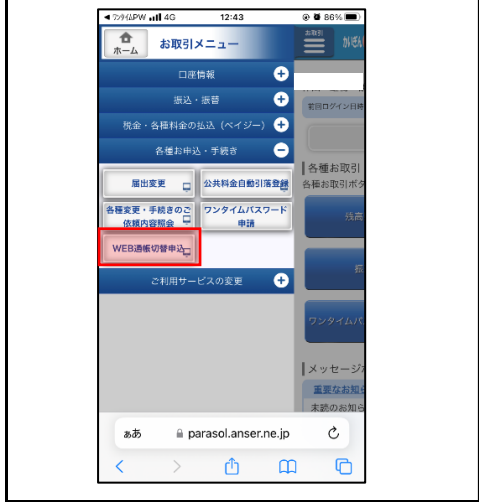 ◀ ワンタイムPW 4G 12:43 86%
ホーム お取引メニュー
お取引
口座情報
振込・振替
税金・各種料金の払込（ペイジー）
各種お申込・手続き
届出変更
公共料金自動引落登録
各種変更・手続きのご
依頼内容照会
ワンタイムパスワード
申請
WEB通帳切替申込
ご利用サービスの変更
前回ログイン日時
各種お取引
各種お取引ボタ
残高
振
ワンタイムパス
メッセージ
重要なお知ら
未読のお知ら
ああ parasol.anser.ne.jp